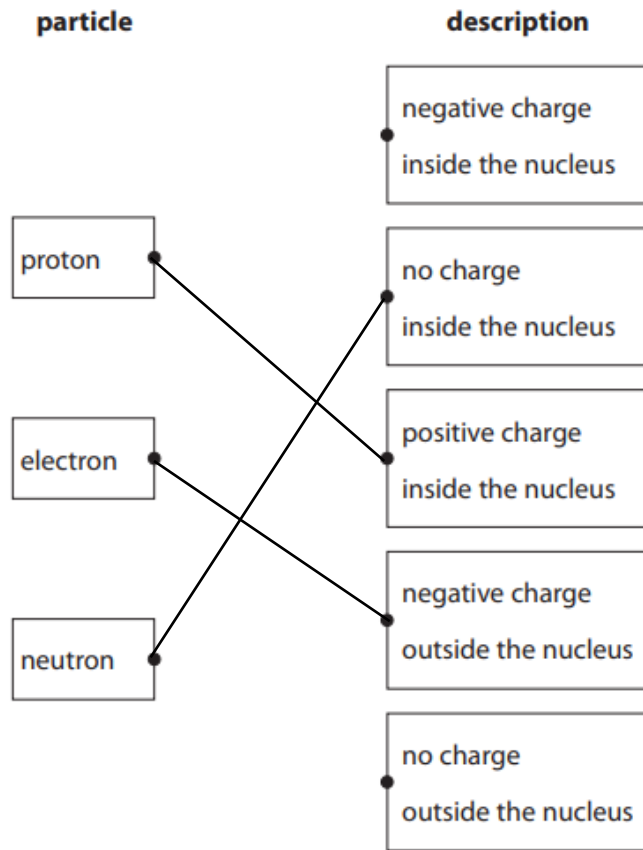 particle
description
negative charge
inside the nucleus
proton
no charge
inside the nucleus
electron
positive charge
inside the nucleus
neutron
negative charge
outside the nucleus
no charge
outside the nucleus